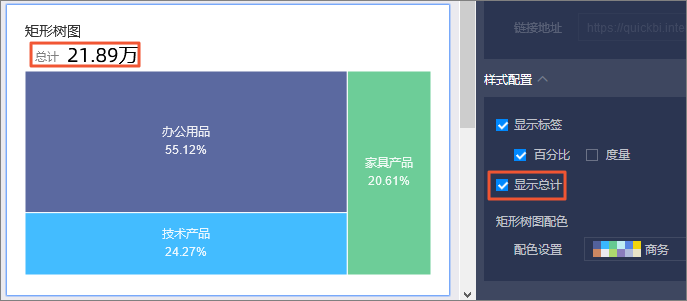 矩形树图
总计 21.89万
办公用品
55.12%
家具产品
20.61%
技术产品
24.27%
链接地址 https://quickbi.inte
样式配置
显示标签
百分比 度量
显示总计
矩形树图配色
配色设置 商务